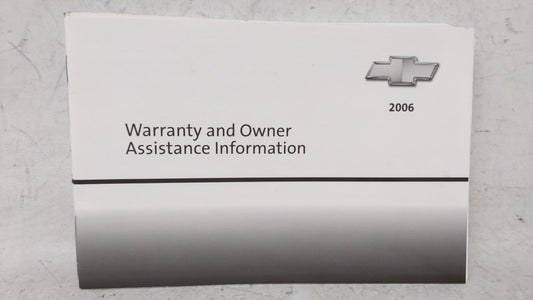 2006
Warranty and Owner
Assistance Information